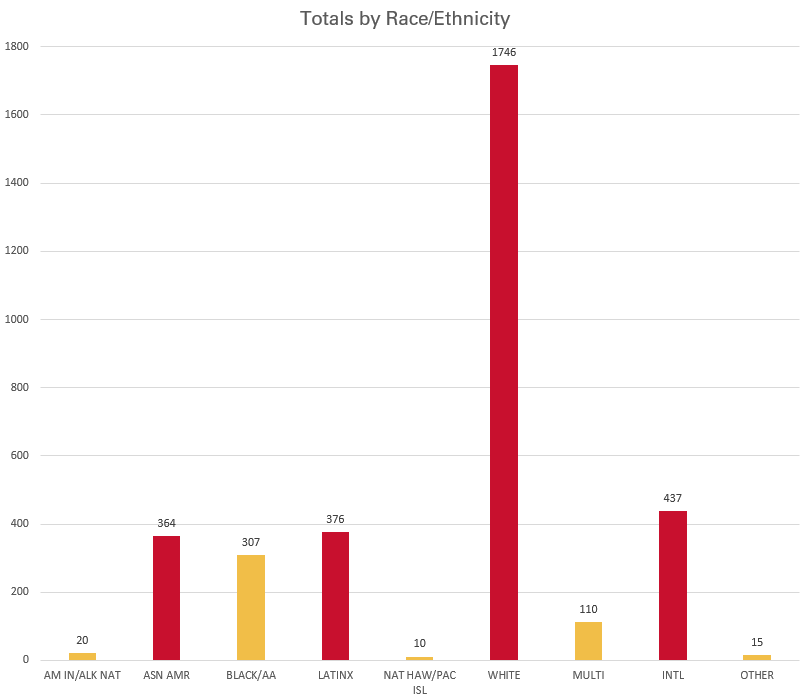 Totals by Race/Ethnicity
1800
1600
1400
1200
1000
800
600
400
200
0
20
364
307
376
10
1746
110
437
15
AM IN/ALK NAT
ASN AMR
BLACK/AA
LATINX
NAT HAW/PAC
ISL
WHITE
MULTI
INTL
OTHER